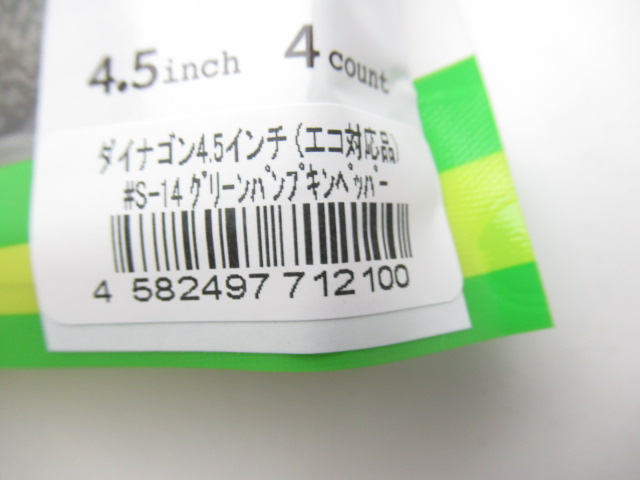 4.5inch 4 count
ダイナゴン4.5インチ(エコ対応品)
#S-14 グリーンパンプキンペッパー
4 582497 712100